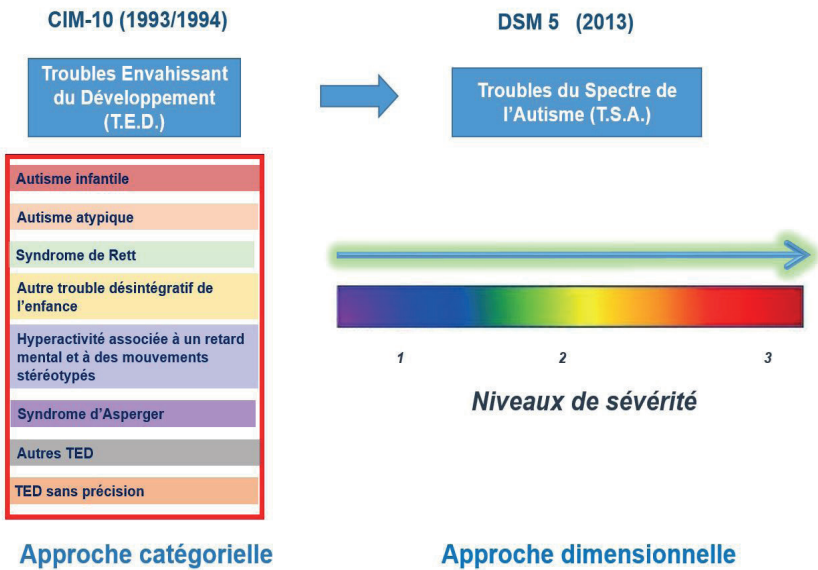 CIM-10 (1993/1994)
Troubles Envahissant
du Développement
(T.E.D.)
Autisme infantile
Autisme atypique
Syndrome de Rett
Autre trouble désintégratif de
l'enfance
Hyperactivité associée à un retard
mental et à des mouvements
stéréotypés
Syndrome d'Asperger
Autres TED
TED sans précision
Approche catégorielle
DSM 5 (2013)
Troubles du Spectre de
l'Autisme (T.S.A.)
1 2 3
Niveaux de sévérité
Approche dimensionnelle